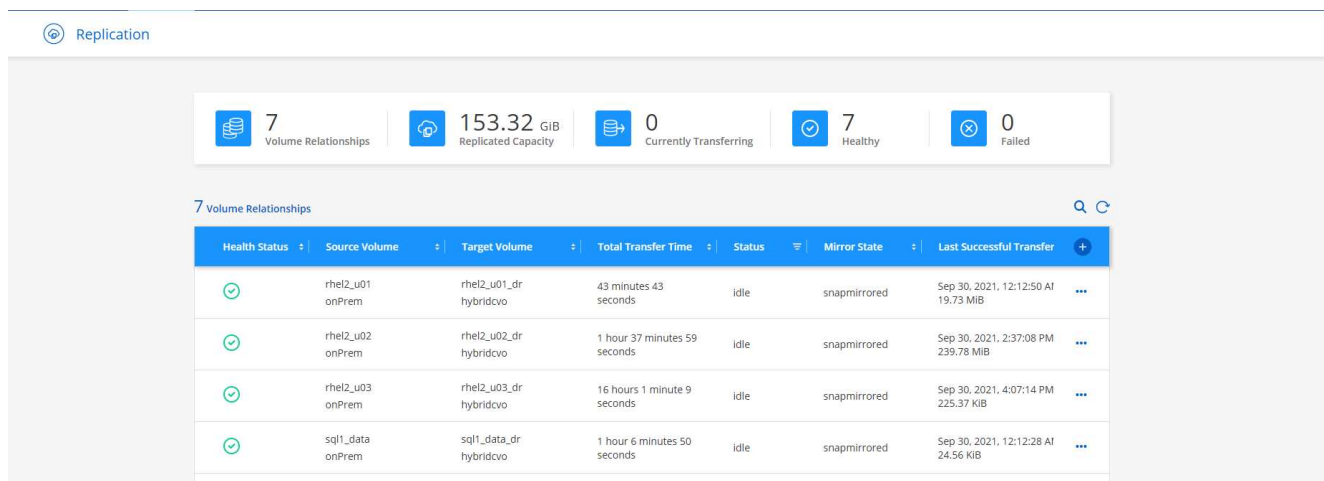 Replication
7
Volume Relationships
153.32 GiB
Replicated Capacity
0
Currently Transferring
7
Healthy
0
Failed
7 Volume Relationships
Health Status Source Volume Target Volume Total Transfer Time Status Mirror State Last Successful Transfer
rhel2_u01 rhel2_u01_dr 43 minutes 43 Sep 30, 2021, 12:12:50 AM
onPrem hybridcvo seconds idle snapmirrored 19.73 MiB
rhel2_u02 rhel2_u02_dr 1 hour 37 minutes 59 Sep 30, 2021, 2:37:08 PM
onPrem hybridcvo seconds idle snapmirrored 239.78 MiB
rhel2_u03 rhel2_u03_dr 16 hours 1 minute 9 Sep 30, 2021, 4:07:14 PM
onPrem hybridcvo seconds idle snapmirrored 225.37 KiB
sql1_data sql1_data_dr 1 hour 6 minutes 50 Sep 30, 2021, 12:12:28 AM
onPrem hybridcvo seconds idle snapmirrored 24.56 KiB